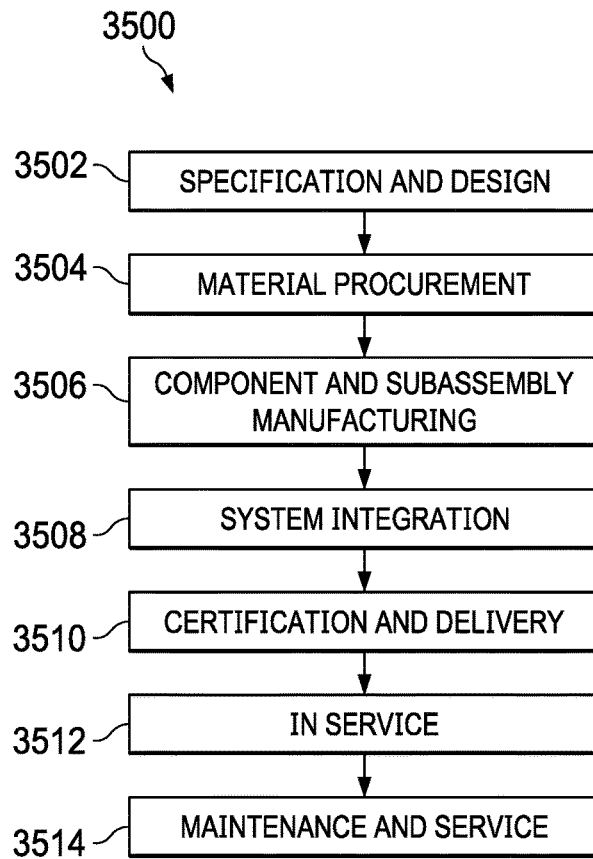 3500
3502
SPECIFICATION AND DESIGN
3504
MATERIAL PROCUREMENT
3506
COMPONENT AND SUBASSEMBLY
MANUFACTURING
3508
SYSTEM INTEGRATION
3510
CERTIFICATION AND DELIVERY
3512
IN SERVICE
3514
MAINTENANCE AND SERVICE